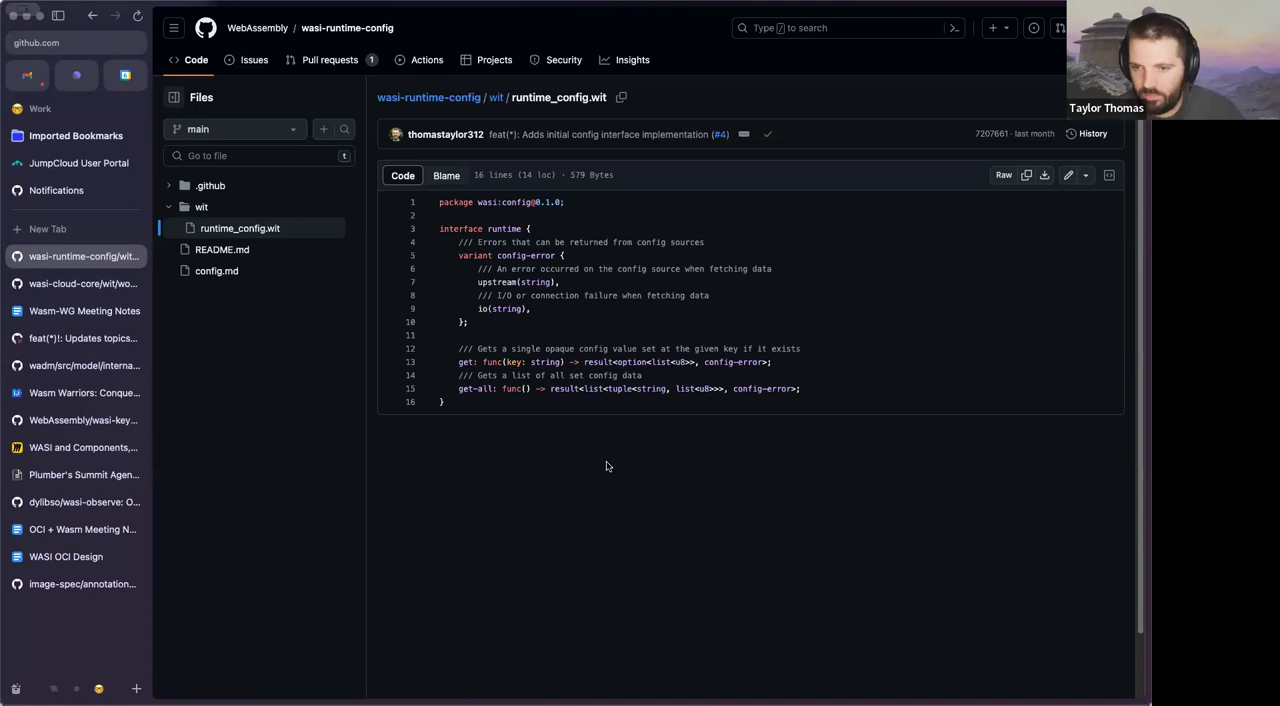 github.com
Work
Imported Bookmarks
JumpCloud User Portal
Notifications
New Tab
wasi-runtime-config/wit...
wasi-cloud-core/wit/wo...
Wasm-WG Meeting Notes
feat(*)!: Updates topics...
wadm/src/model/interna...
Wasm Warriors: Conque...
WebAssembly/wasi-key...
WASI and Components,...
Plumber's Summit Agen...
dylibso/wasi-observe: O...
OCI + Wasm Meeting N...
WASI OCI Design
image-spec/annotation...
WebAssembly / wasi-runtime-config
Type / to search
Code Issues Pull requests 1 Actions Projects Security Insights
Files
main
Go to file t
.github
wit
runtime_config.wit
README.md
config.md
wasi-runtime-config / wit / runtime_config.wit
thomastaylor312 feat(*): Adds initial config interface implementation (#4) 7207661 · last month History
Code Blame 16 lines (14 loc) · 579 Bytes Raw
1 package wasi:config@0.1.0;
2
3 interface runtime {
4 /// Errors that can be returned from config sources
5 variant config-error {
6 /// An error occurred on the config source when fetching data
7 upstream(string),
8 /// I/O or connection failure when fetching data
9 io(string),
10 };
11
12 /// Gets a single opaque config value set at the given key if it exists
13 get: func(key: string) -> result<option<list<u8>>, config-error>;
14 /// Gets a list of all set config data
15 get-all: func() -> result<list<tuple<string, list<u8>>>, config-error>;
16 }
Taylor Thomas